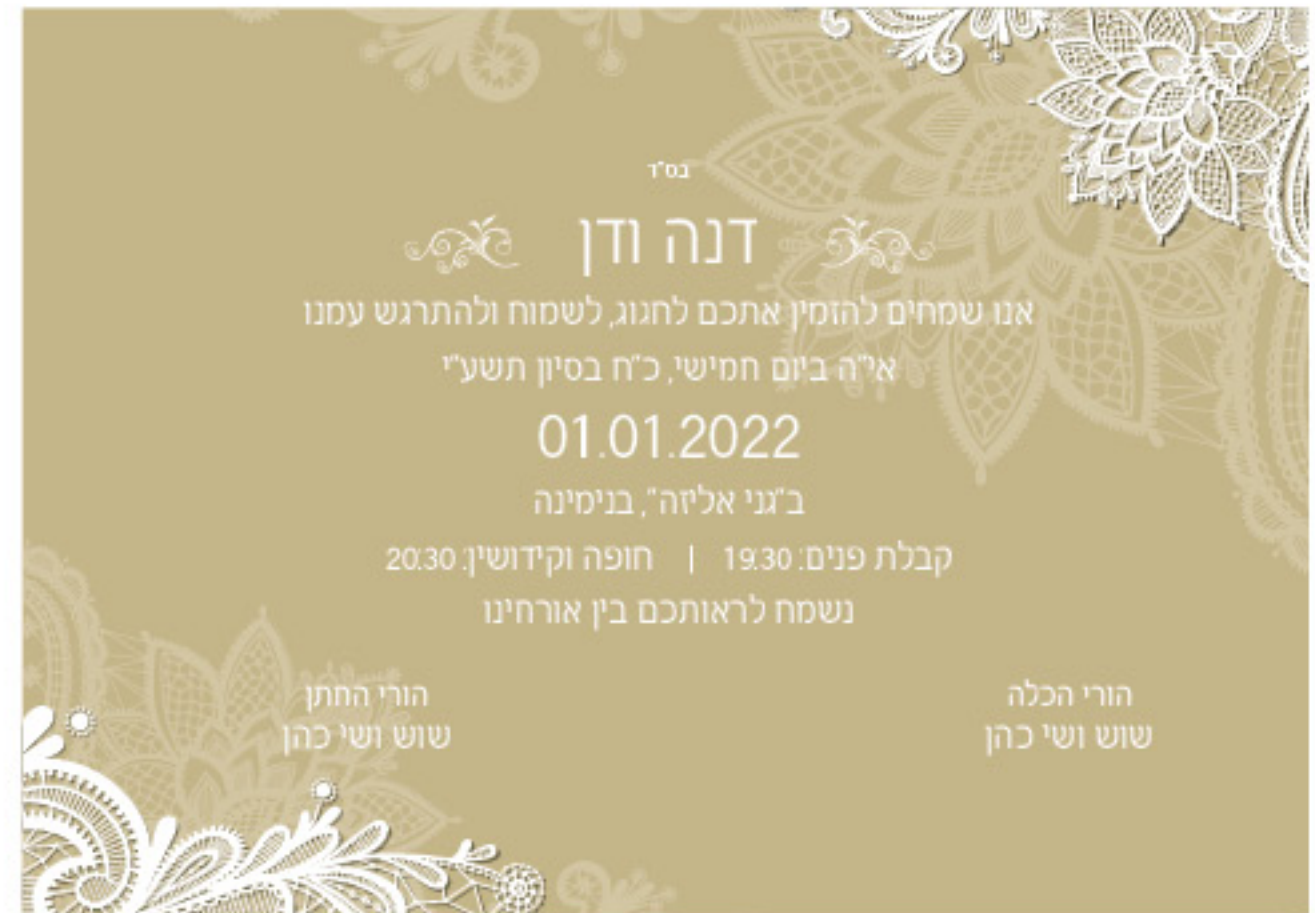 בס"ד
דנה ודן
אנו שמחים להזמין אתכם לחגוג, לשמוח ולהתרגש עמנו
אי"ה ביום חמישי, כ"ח בסיון תשע"י
01.01.2022
ב"גני אליזה", בנימינה
קבלת פנים: 19:30 | חופה וקידושין: 20:30
נשמח לראותכם בין אורחינו
הורי הכלה
שוש ושי כהן
הורי החתן
שוש ושי כהן